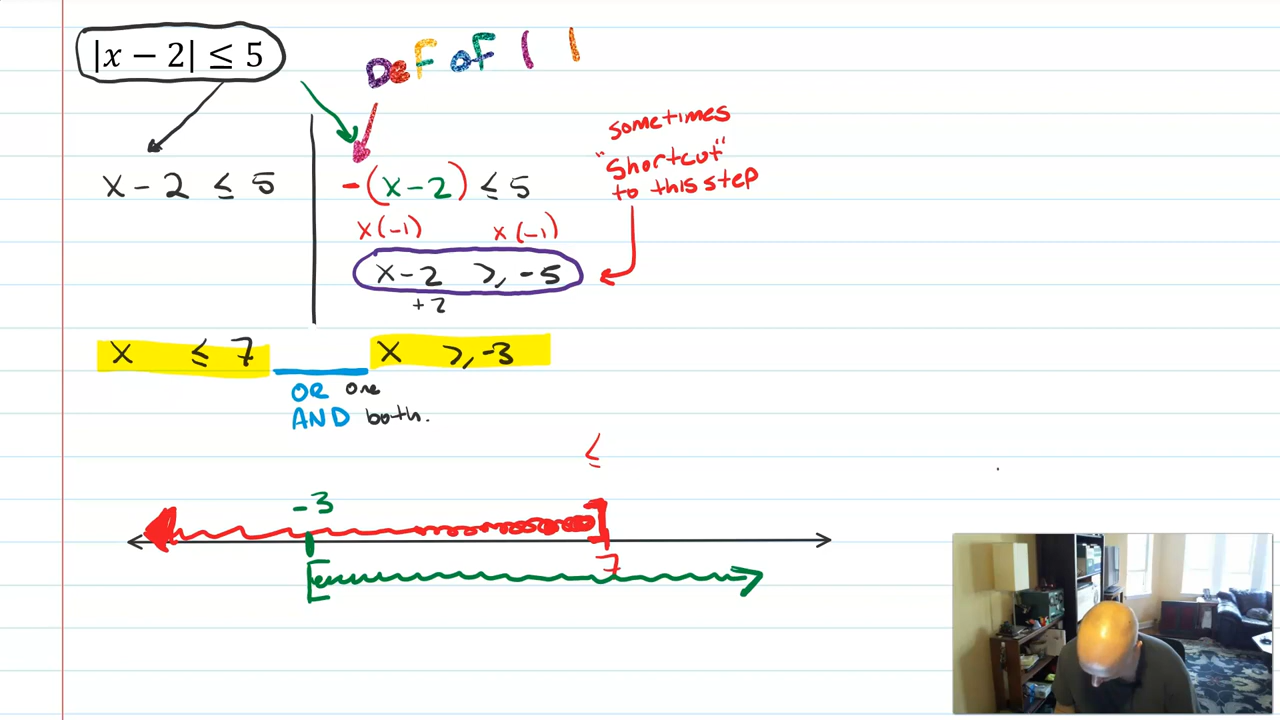 |x − 2| ≤ 5
DeF oF | |
sometimes
"shortcut"
to this step
x - 2 ≤ 5
-(x-2) ≤ 5
x(-1) x(-1)
x-2 ≥ -5
+2
x ≤ 7
x ≥ -3
OR one
AND both.
≤
-3
7